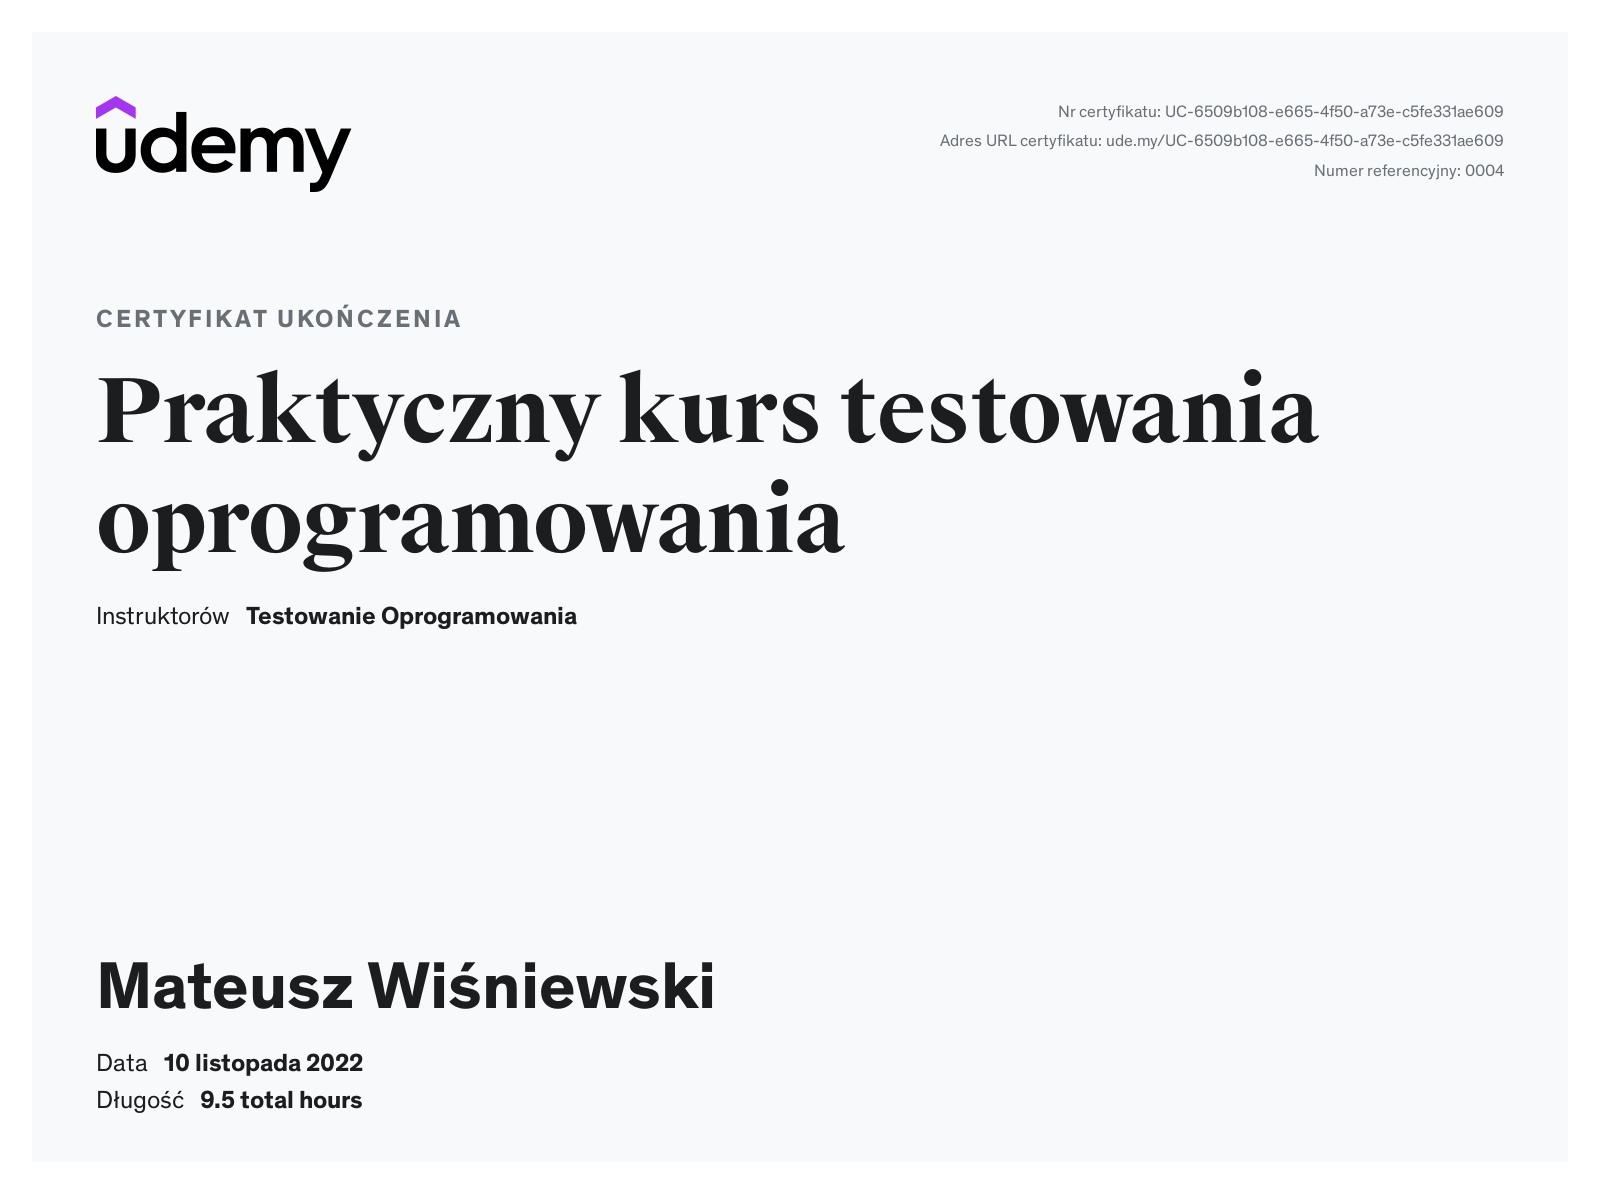 udemy
Nr certyfikatu: UC-6509b108-e665-4f50-a73e-c5fe331ae609
Adres URL certyfikatu: ude.my/UC-6509b108-e665-4f50-a73e-c5fe331ae609
Numer referencyjny: 0004
CERTYFIKAT UKOŃCZENIA
Praktyczny kurs testowania
oprogramowania
Instruktorów Testowanie Oprogramowania
Mateusz Wiśniewski
Data 10 listopada 2022
Długość 9.5 total hours